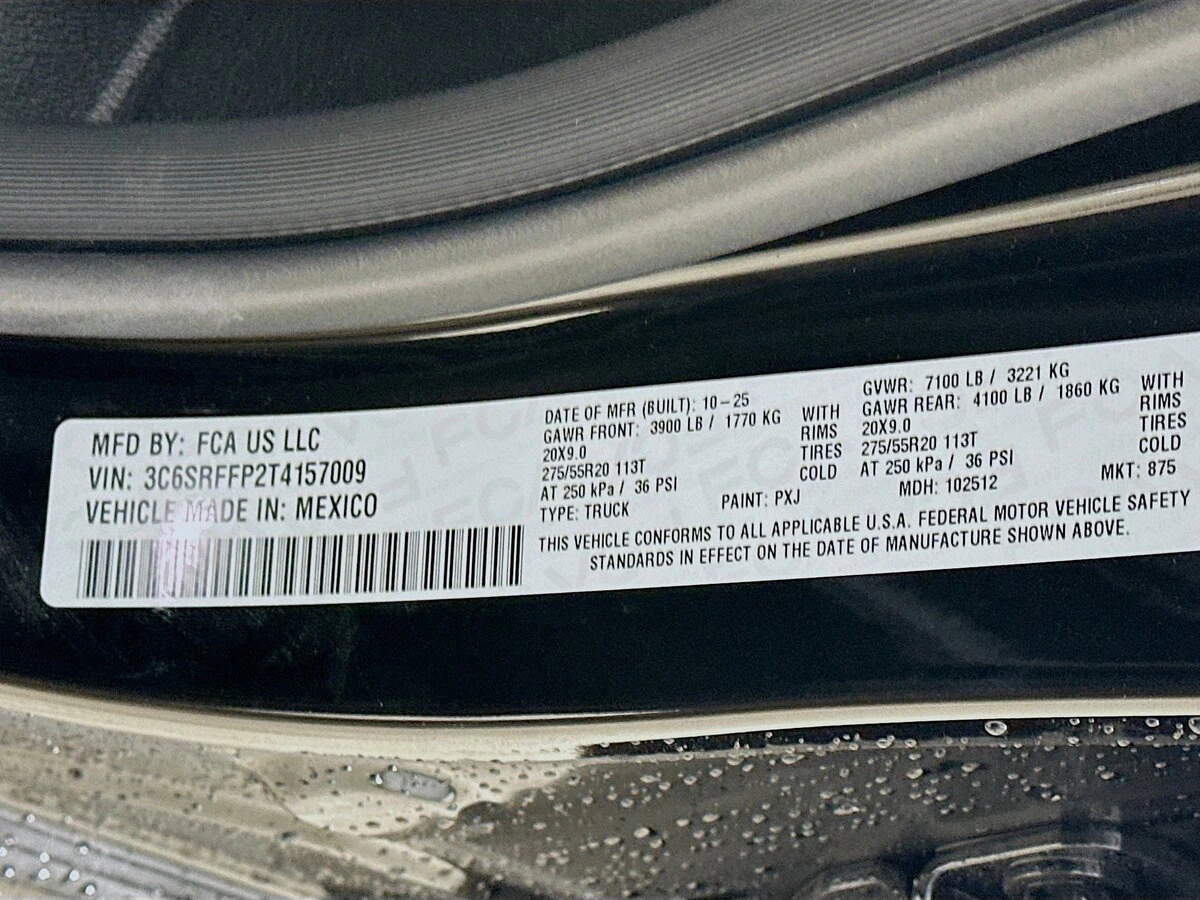 MFD BY: FCA US LLC
VIN: 3C6SRFFP2T4157009
VEHICLE MADE IN: MEXICO
DATE OF MFR (BUILT): 10-25
GAWR FRONT: 3900 LB / 1770 KG WITH
20X9.0 RIMS
275/55R20 113T TIRES
AT 250 kPa / 36 PSI COLD
TYPE: TRUCK PAINT: PXJ
GVWR: 7100 LB / 3221 KG
GAWR REAR: 4100 LB / 1860 KG WITH
20X9.0 RIMS
275/55R20 113T TIRES
AT 250 kPa / 36 PSI COLD
MDH: 102512 MKT: 875
THIS VEHICLE CONFORMS TO ALL APPLICABLE U.S.A. FEDERAL MOTOR VEHICLE SAFETY
STANDARDS IN EFFECT ON THE DATE OF MANUFACTURE SHOWN ABOVE.